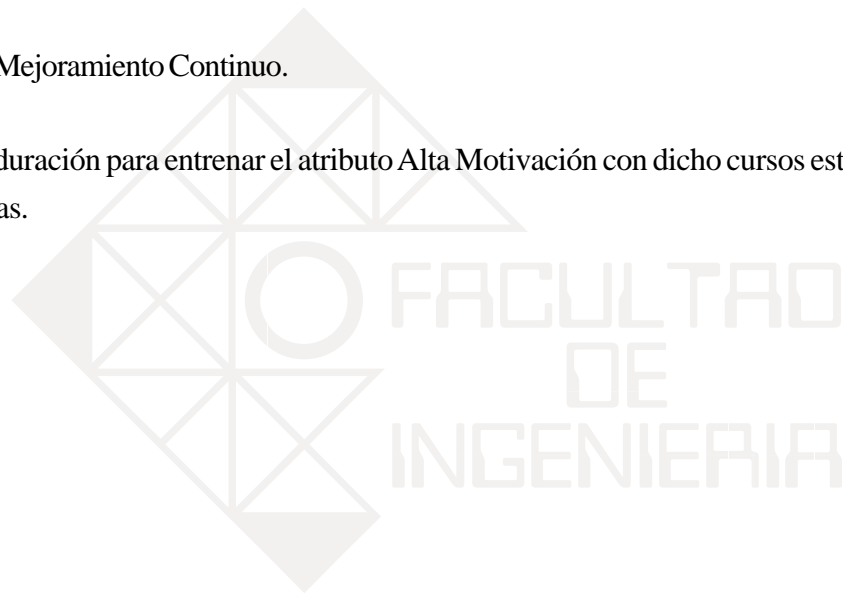 Mejoramiento Continuo.
duración para entrenar el atributo Alta Motivación con dicho cursos est
as.
FACULTAD
DE
INGENIERIA